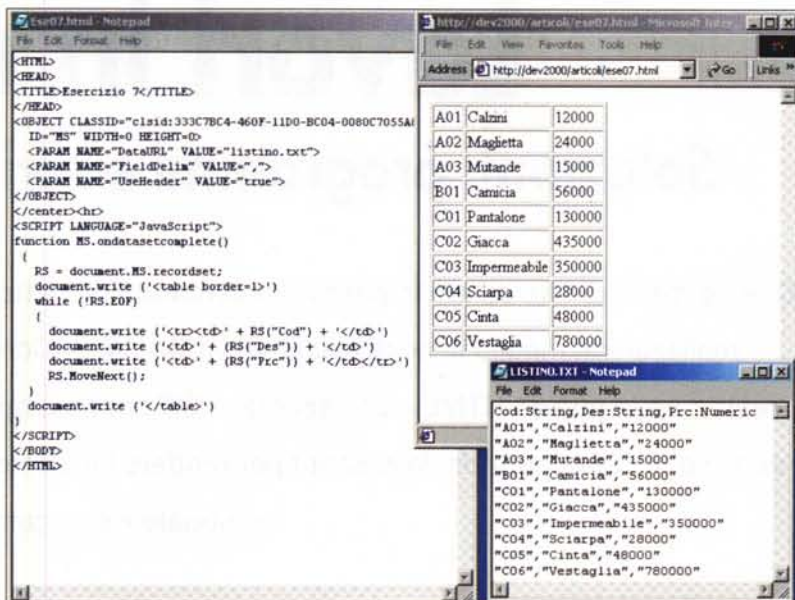 Ese07.html - Notepad
File Edit Format Help
<HTML>
<HEAD>
<TITLE>Esercizio 7</TITLE>
</HEAD>
<OBJECT CLASSID="clsid:333C7BC4-460F-11D0-BC04-0080C7055A
ID="MS" WIDTH=0 HEIGHT=0>
<PARAM NAME="DataURL" VALUE="listino.txt">
<PARAM NAME="FieldDelim" VALUE=",">
<PARAM NAME="UseHeader" VALUE="true">
</OBJECT>
</center><hr>
<SCRIPT LANGUAGE="JavaScript">
function MS.ondatasetcomplete()
{
RS = document.MS.recordset;
document.write ('<table border=1>')
while (!RS.EOF)
{
document.write ('<tr><td>' + RS("Cod") + '</td>')
document.write ('<td>' + (RS("Des")) + '</td>')
document.write ('<td>' + (RS("Prc")) + '</td></tr>')
RS.MoveNext();
}
document.write ('</table>')
}
</SCRIPT>
</BODY>
</HTML>
http://dev2000/articoli/ese07.html - Microsoft Inter...
File Edit View Favorites Tools Help
Address http://dev2000/articoli/ese07.html Go Links »
A01 Calzini 12000
A02 Maglietta 24000
A03 Mutande 15000
B01 Camicia 56000
C01 Pantalone 130000
C02 Giacca 435000
C03 Impermeabile 350000
C04 Sciarpa 28000
C05 Cinta 48000
C06 Vestaglia 780000
LISTINO.TXT - Notepad
File Edit Format Help
Cod:String,Des:String,Prc:Numeric
"A01","Calzini","12000"
"A02","Maglietta","24000"
"A03","Mutande","15000"
"B01","Camicia","56000"
"C01","Pantalone","130000"
"C02","Giacca","435000"
"C03","Impermeabile","350000"
"C04","Sciarpa","28000"
"C05","Cinta","48000"
"C06","Vestaglia","780000"